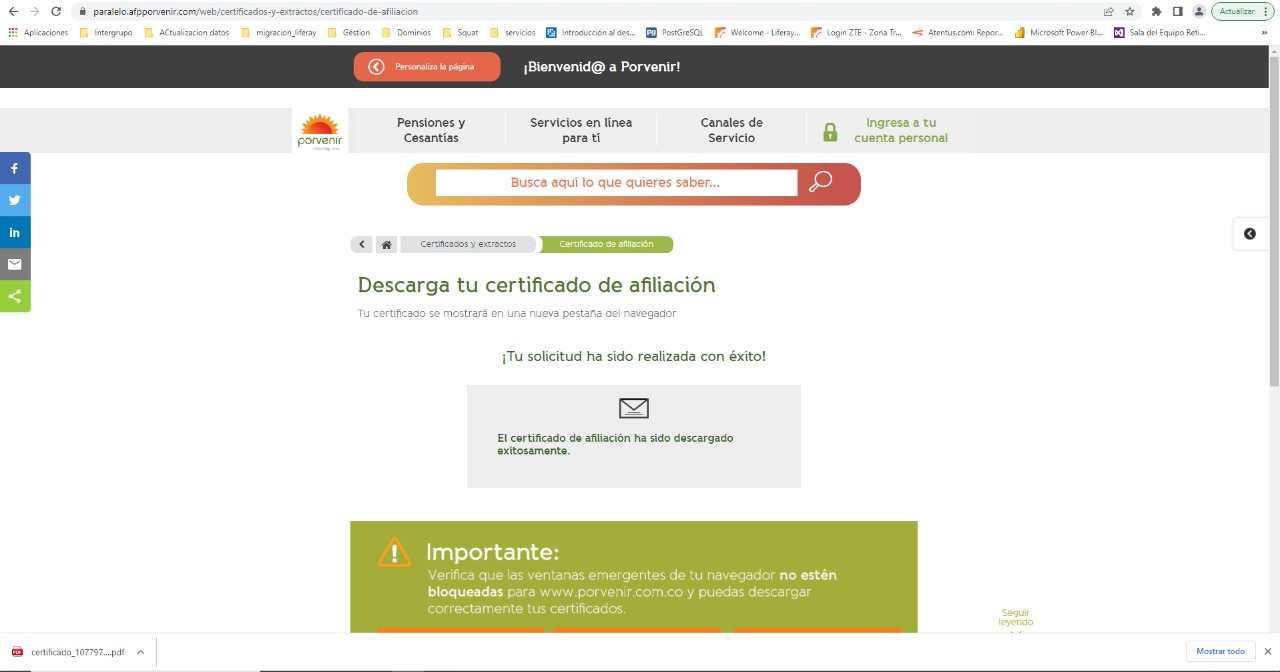 paralelo.afpporvenir.com/web/certificados-y-extractos/certificado-de-afiliacion
Actualizar
Aplicaciones
Intergrupo
ACtualizacion datos
migracion_liferay
Gestion
Dominios
Squat
servicios
Introducción al des...
PostGreSQL
Welcome - Liferay...
Login ZTE - Zona Tr...
Atentus.com: Repor...
Microsoft Power BI...
Sala del Equipo Reti...
»
Personaliza la página
¡Bienvenid@ a Porvenir!
porvenir
Pensiones y
Cesantías
Servicios en línea
para tí
Canales de
Servicio
Ingresa a tu
cuenta personal
Busca aquí lo que quieres saber...
Certificados y extractos
Certificado de afiliación
Descarga tu certificado de afiliación
Tu certificado se mostrará en una nueva pestaña del navegador
¡Tu solicitud ha sido realizada con éxito!
El certificado de afiliación ha sido descargado
exitosamente.
Importante:
Verifica que las ventanas emergentes de tu navegador no estén
bloqueadas para www.porvenir.com.co y puedas descargar
correctamente tus certificados.
Seguir
leyendo
certificado_107797....pdf
Mostrar todo